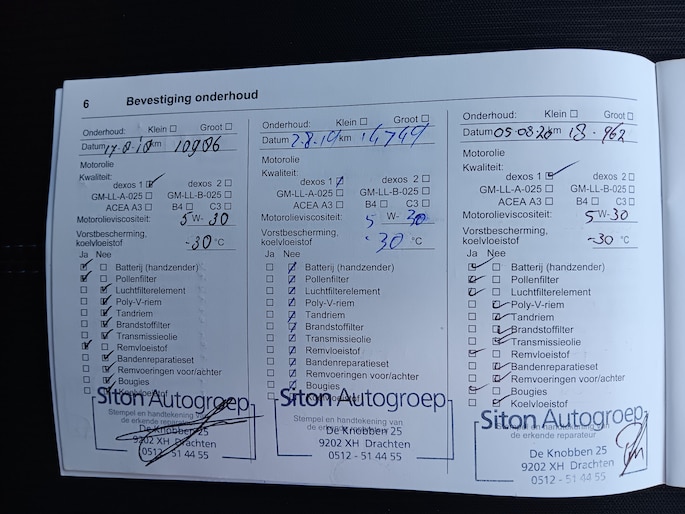 6 Bevestiging onderhoud
Onderhoud: Klein Groot
Datum km 10906
Motorolie
Kwaliteit:
dexos 1 dexos 2
GM-LL-A-025 GM-LL-B-025
ACEA A3 B4 C3
Motorolieviscositeit: 5 W- 30
Vorstbescherming,
koelvloeistof -30 °C
Ja Nee
Batterij (handzender)
Pollenfilter
Luchtfilterelement
Poly-V-riem
Tandriem
Brandstoffilter
Transmissieolie
Remvloeistof
Bandenreparatieset
Remvoeringen voor/achter
Bougies
Koelvloeistof
Siton Autogroep
Stempel en handtekening van
de erkende reparateur
De Knobben 25
9202 XH Drachten
0512 - 51 44 55
Onderhoud: Klein Groot
Datum 2.8.19 km 14749
Motorolie
Kwaliteit:
dexos 1 dexos 2
GM-LL-A-025 GM-LL-B-025
ACEA A3 B4 C3
Motorolieviscositeit: 5 W- 30
Vorstbescherming,
koelvloeistof -30 °C
Ja Nee
Batterij (handzender)
Pollenfilter
Luchtfilterelement
Poly-V-riem
Tandriem
Brandstoffilter
Transmissieolie
Remvloeistof
Bandenreparatieset
Remvoeringen voor/achter
Bougies
Siton Autogroep
Stempel en handtekening van
De Knobben 25
9202 XH Drachten
0512 - 51 44 55
Onderhoud: Klein Groot
Datum 05-08-20 km 18.962
Motorolie
Kwaliteit:
dexos 1 dexos 2
GM-LL-A-025 GM-LL-B-025
ACEA A3 B4 C3
Motorolieviscositeit: 5 W- 30
Vorstbescherming,
koelvloeistof -30 °C
Ja Nee
Batterij (handzender)
Pollenfilter
Luchtfilterelement
Poly-V-riem
Tandriem
Brandstoffilter
Transmissieolie
Remvloeistof
Bandenreparatieset
Remvoeringen voor/achter
Bougies
Koelvloeistof
Siton Autogroep
Stempel en handtekening van
de erkende reparateur
De Knobben 25
9202 XH Drachten
0512 - 51 44 55